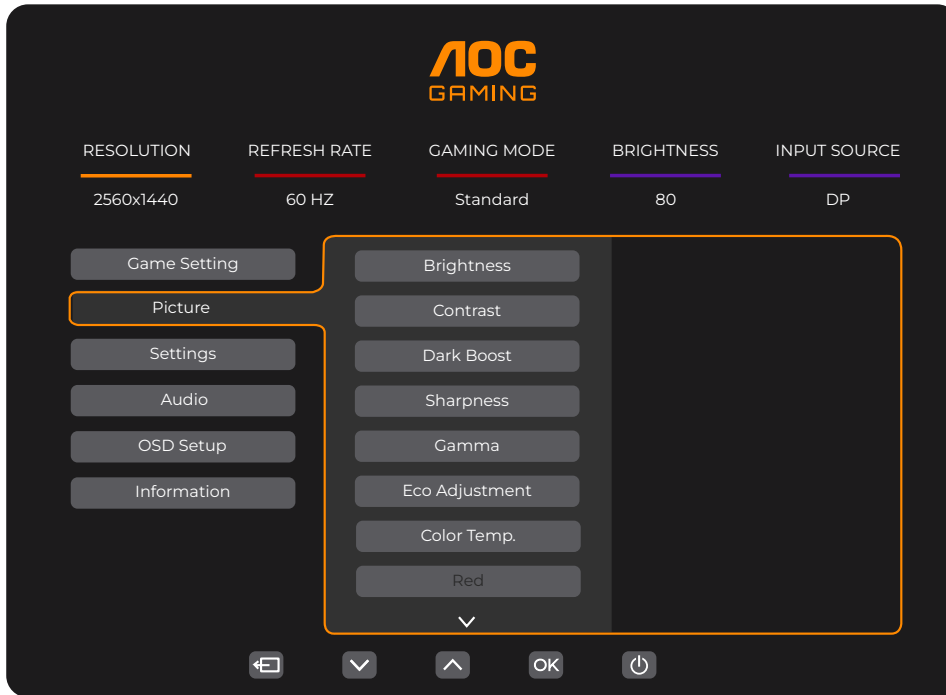 AOC
GAMING
RESOLUTION REFRESH RATE GAMING MODE BRIGHTNESS INPUT SOURCE
2560x1440 60 HZ Standard 80 DP
Game Setting
Picture
Settings
Audio
OSD Setup
Information
Brightness
Contrast
Dark Boost
Sharpness
Gamma
Eco Adjustment
Color Temp.
Red
OK